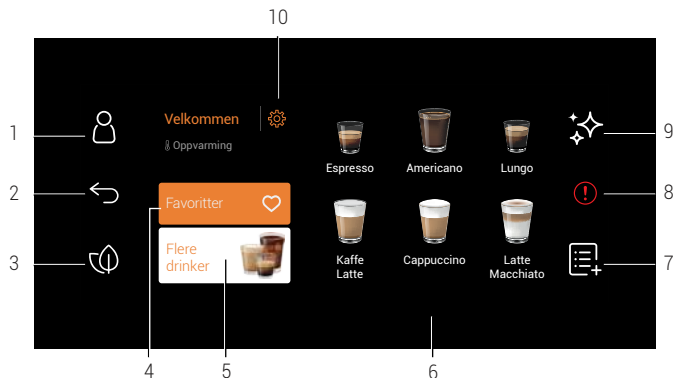 10
1
2
3
Velkommen
Oppvarming
Favoritter
Flere
drinker
Espresso
Americano
Lungo
Kaffe
Latte
Cappuccino
Latte
Macchiato
9
8
7
4
5
6